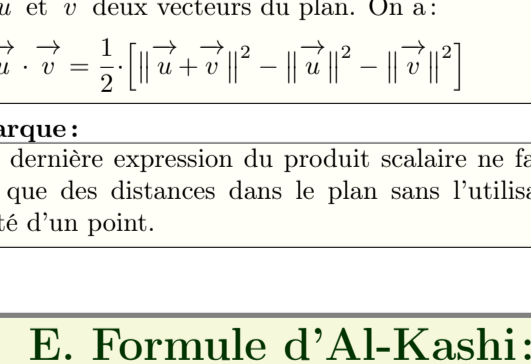 u et v deux vecteurs du plan. On a :
u⃗ · v⃗ = 1/2 · [ ||u⃗ + v⃗||² − ||u⃗||² − ||v⃗||² ]
arque :
dernière expression du produit scalaire ne fa
que des distances dans le plan sans l'utilisa
té d'un point.
E. Formule d'Al-Kashi :